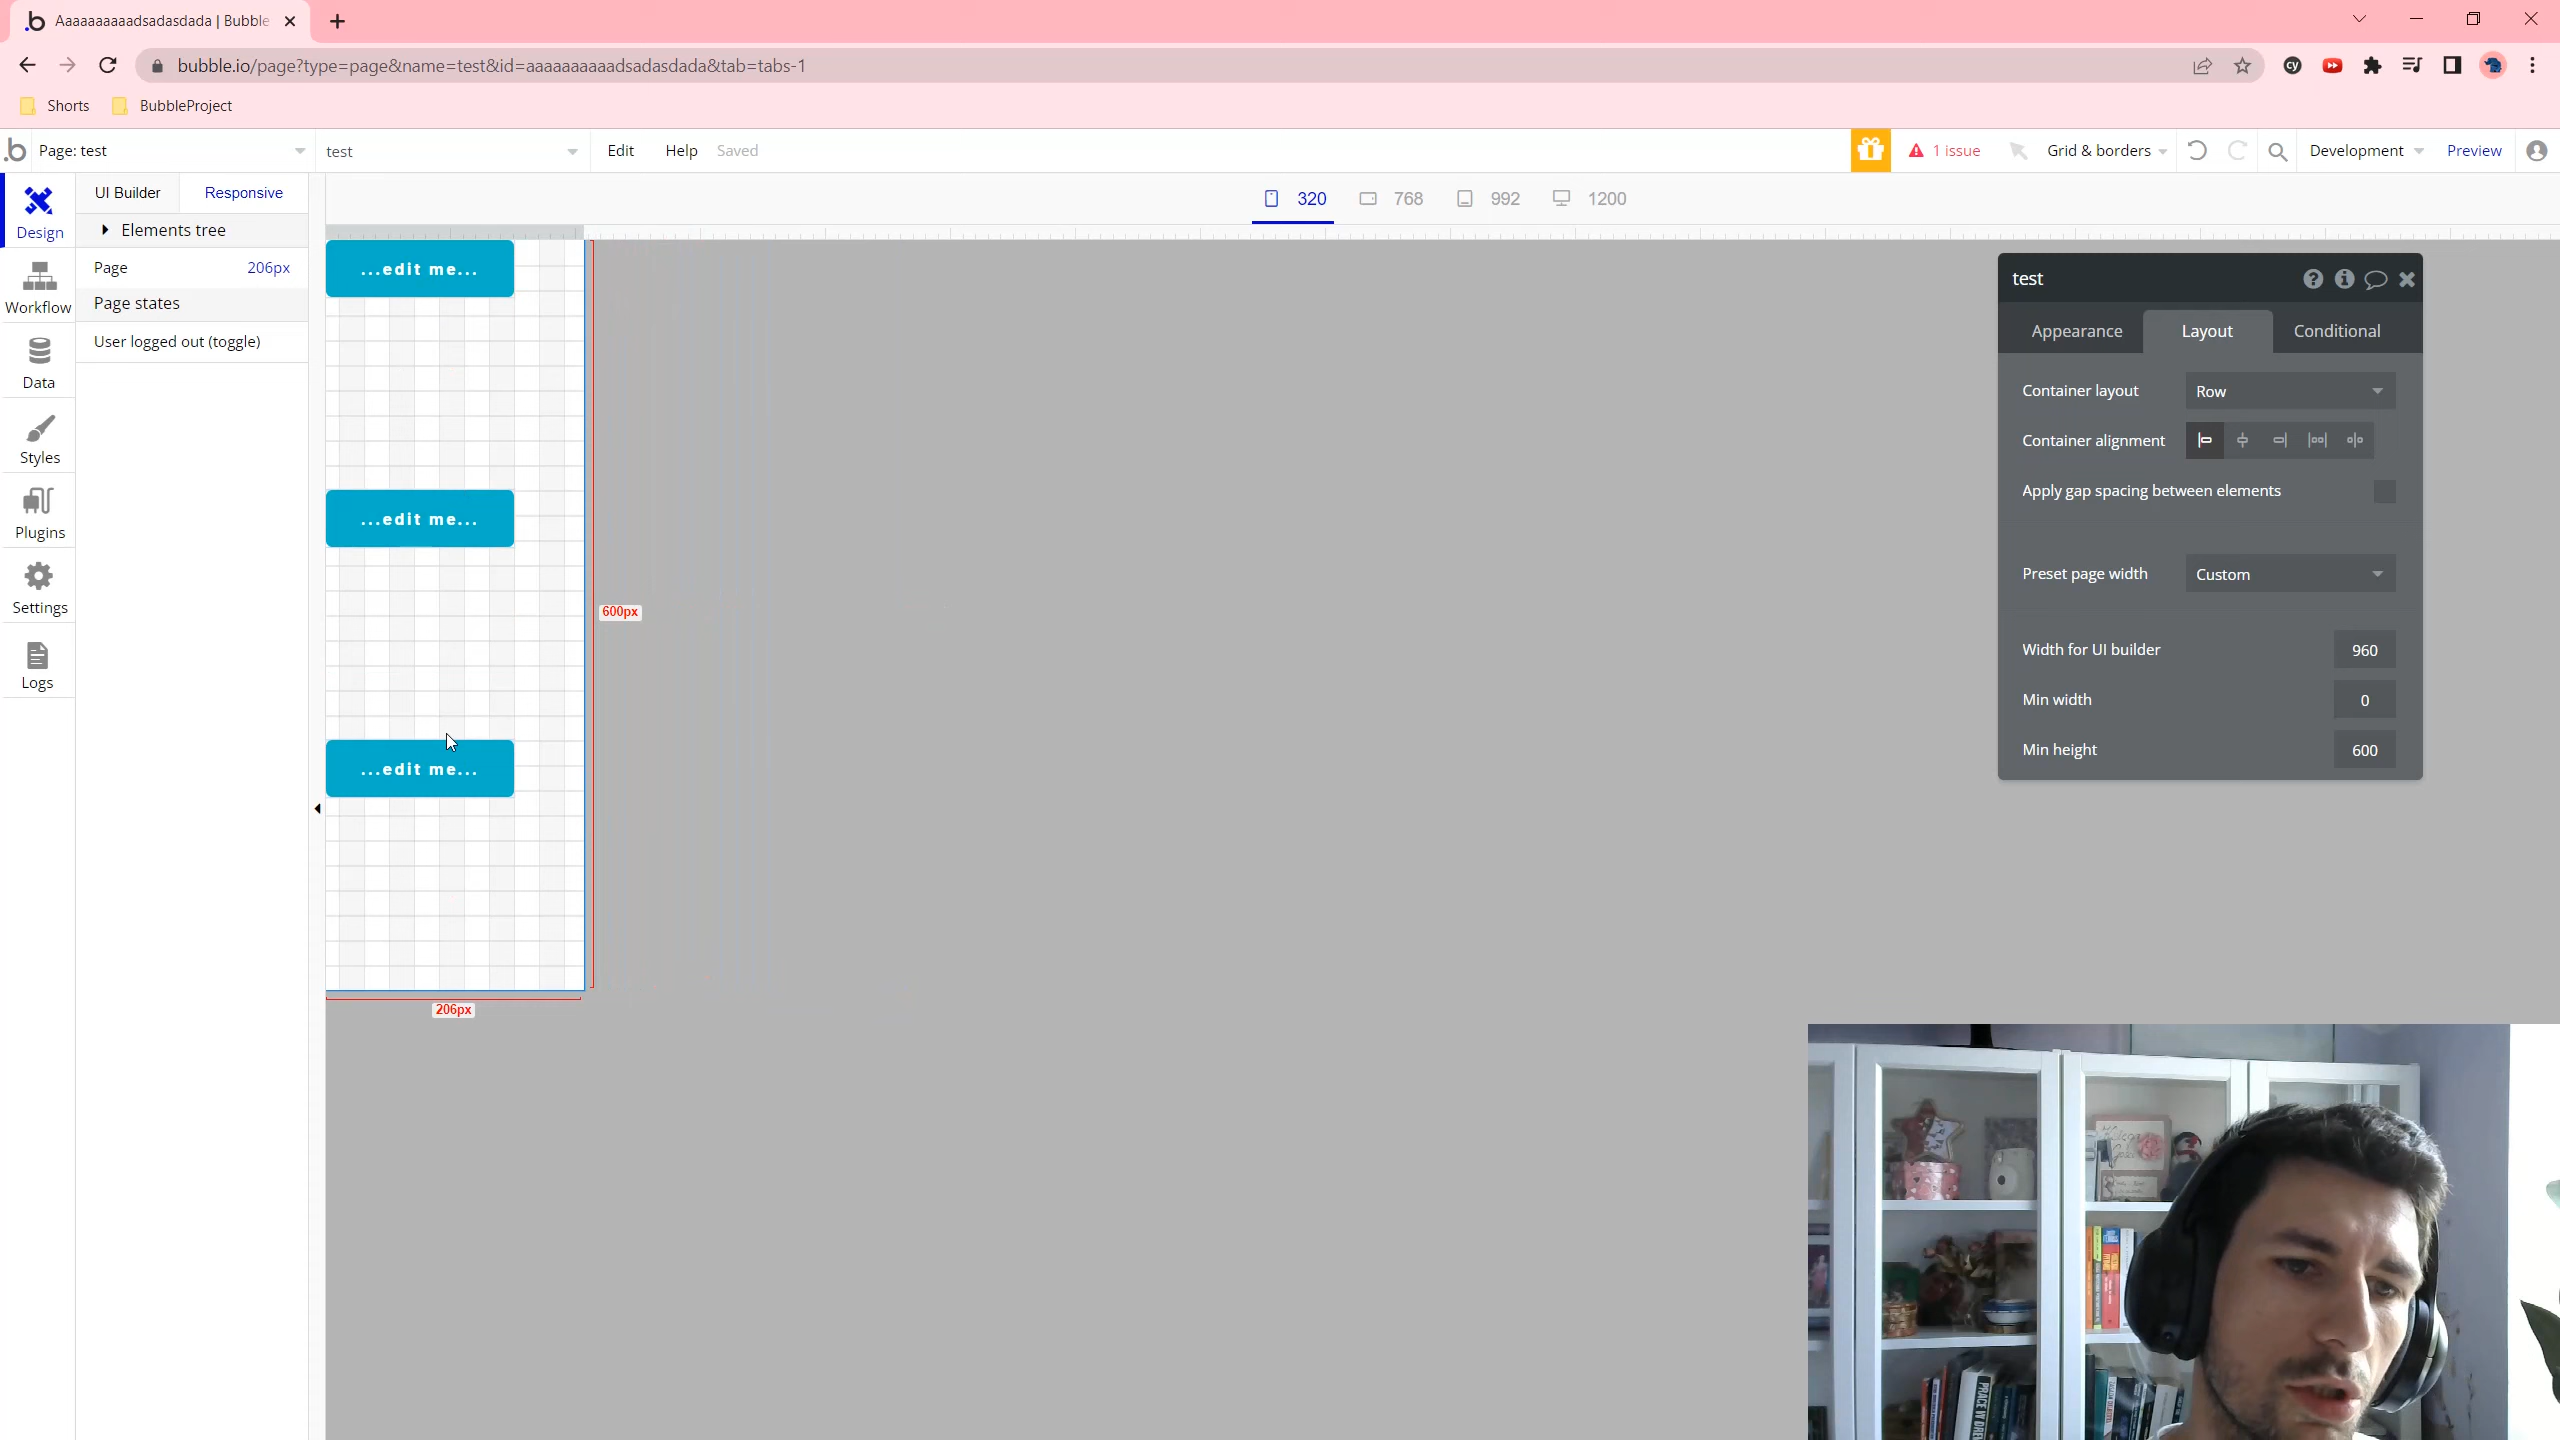 Aaaaaaaaaadsadasdada | Bubble
bubble.io/page?type=page&name=test&id=aaaaaaaaaadsadasdada&tab=tabs-1
Shorts
BubbleProject
Page: test
test
Edit
Help
Saved
1 issue
Grid & borders
Development
Preview
UI Builder
Responsive
320
768
992
1200
Design
Elements tree
Page
206px
Page states
User logged out (toggle)
Workflow
Data
Styles
Plugins
Settings
Logs
...edit me...
...edit me...
...edit me...
600px
206px
test
Appearance
Layout
Conditional
Container layout
Row
Container alignment
Apply gap spacing between elements
Preset page width
Custom
Width for UI builder
960
Min width
0
Min height
600